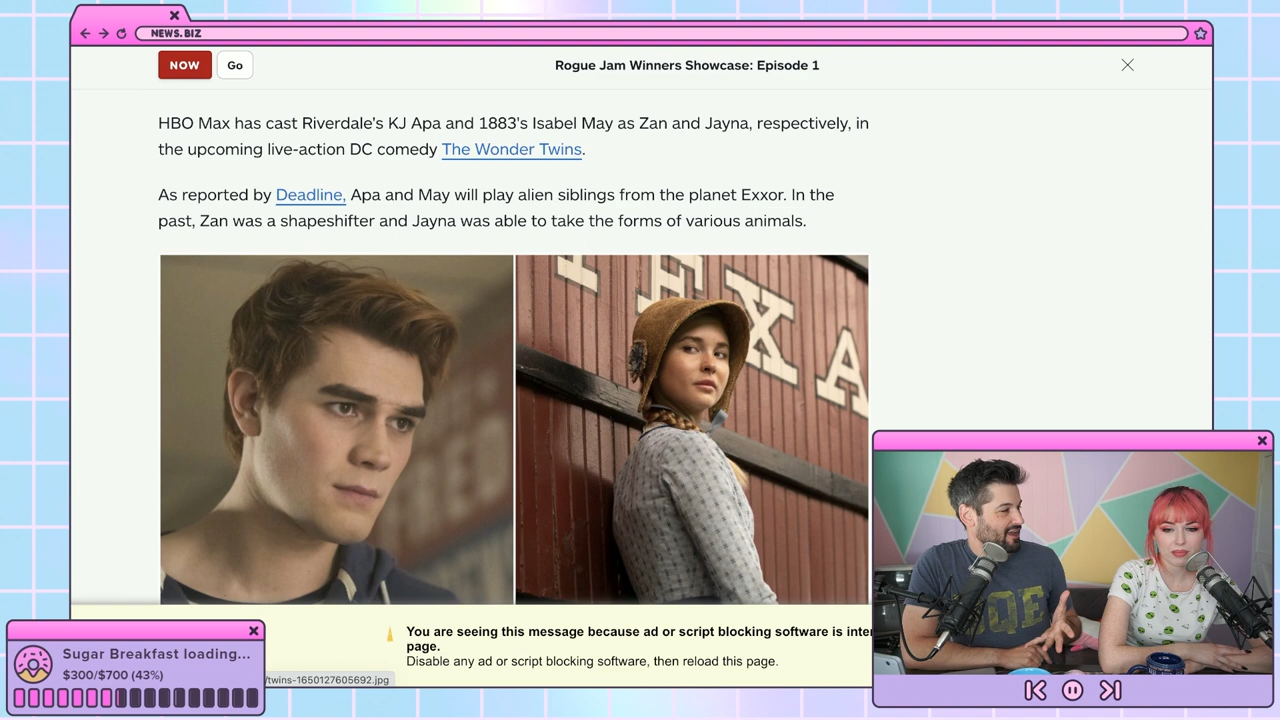 NEWS.BIZ
NOW
Go
Rogue Jam Winners Showcase: Episode 1
HBO Max has cast Riverdale's KJ Apa and 1883's Isabel May as Zan and Jayna, respectively, in
the upcoming live-action DC comedy The Wonder Twins.
As reported by Deadline, Apa and May will play alien siblings from the planet Exxor. In the
past, Zan was a shapeshifter and Jayna was able to take the forms of various animals.
TEXA
You are seeing this message because ad or script blocking software is inter
page.
Disable any ad or script blocking software, then reload this page.
/twins-1650127605692.jpg
Sugar Breakfast loading...
$300/$700 (43%)
QE